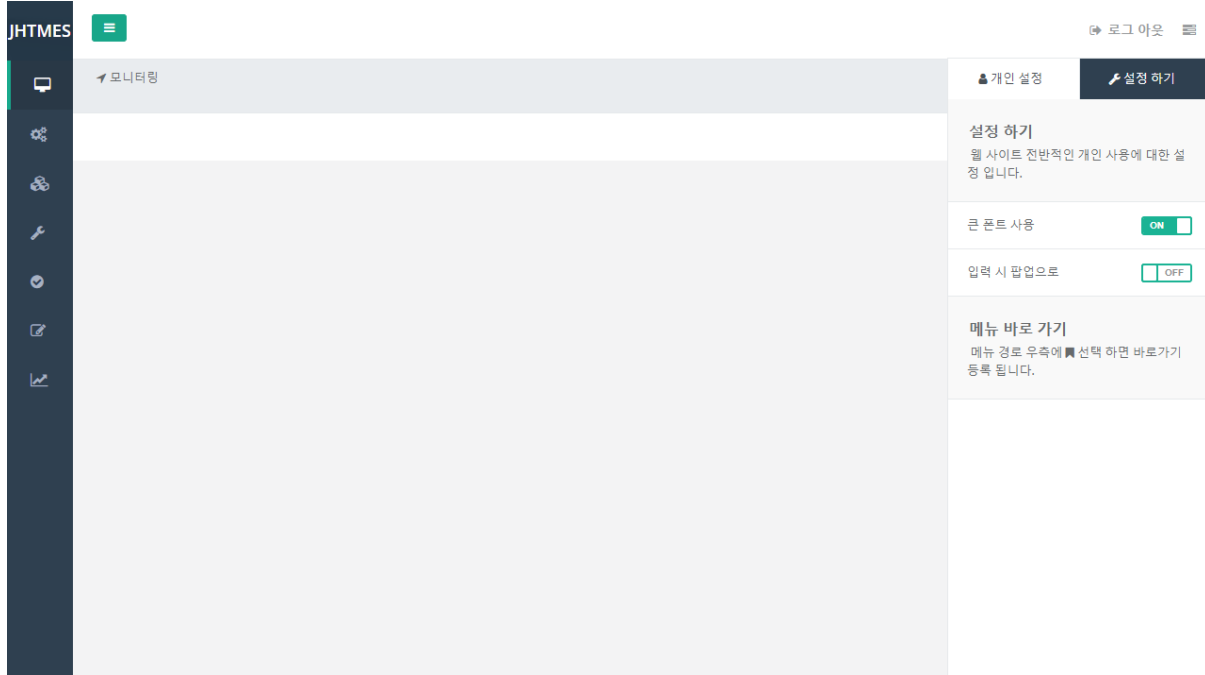 JHTMES
로그 아웃
모니터링
개인 설정
설정 하기
설정 하기
웹 사이트 전반적인 개인 사용에 대한 설
정 입니다.
큰 폰트 사용
ON
입력 시 팝업으로
OFF
메뉴 바로 가기
메뉴 경로 우측에 선택 하면 바로가기
등록 됩니다.